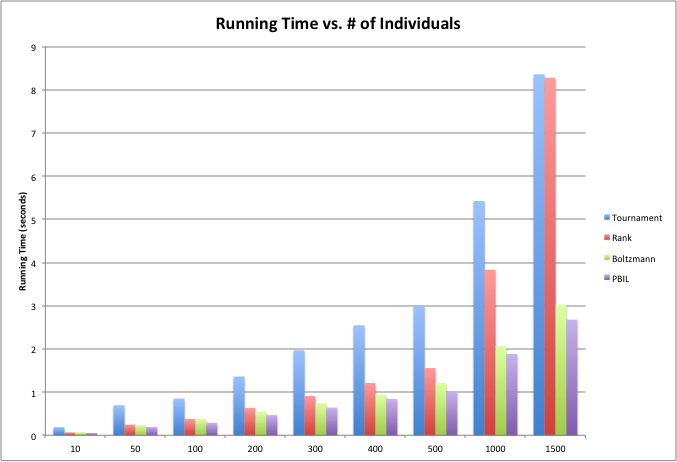 Running Time vs. # of Individuals
Running Time (seconds)
9
8
7
6
5
4
3
2
1
0
10 50 100 200 300 400 500 1000 1500
Tournament
Rank
Boltzmann
PBIL